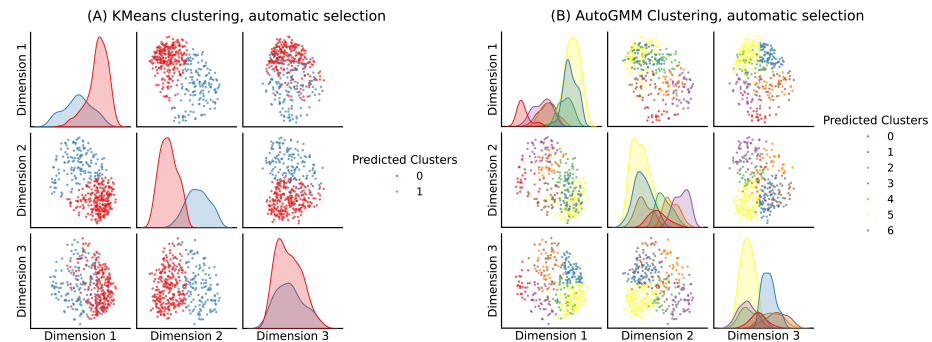 (A) KMeans clustering, automatic selection
Dimension 1
Dimension 2
Dimension 3
Dimension 1
Dimension 2
Dimension 3
Predicted Clusters
0
1
(B) AutoGMM Clustering, automatic selection
Dimension 1
Dimension 2
Dimension 3
Dimension 1
Dimension 2
Dimension 3
Predicted Clusters
0
1
2
3
4
5
6